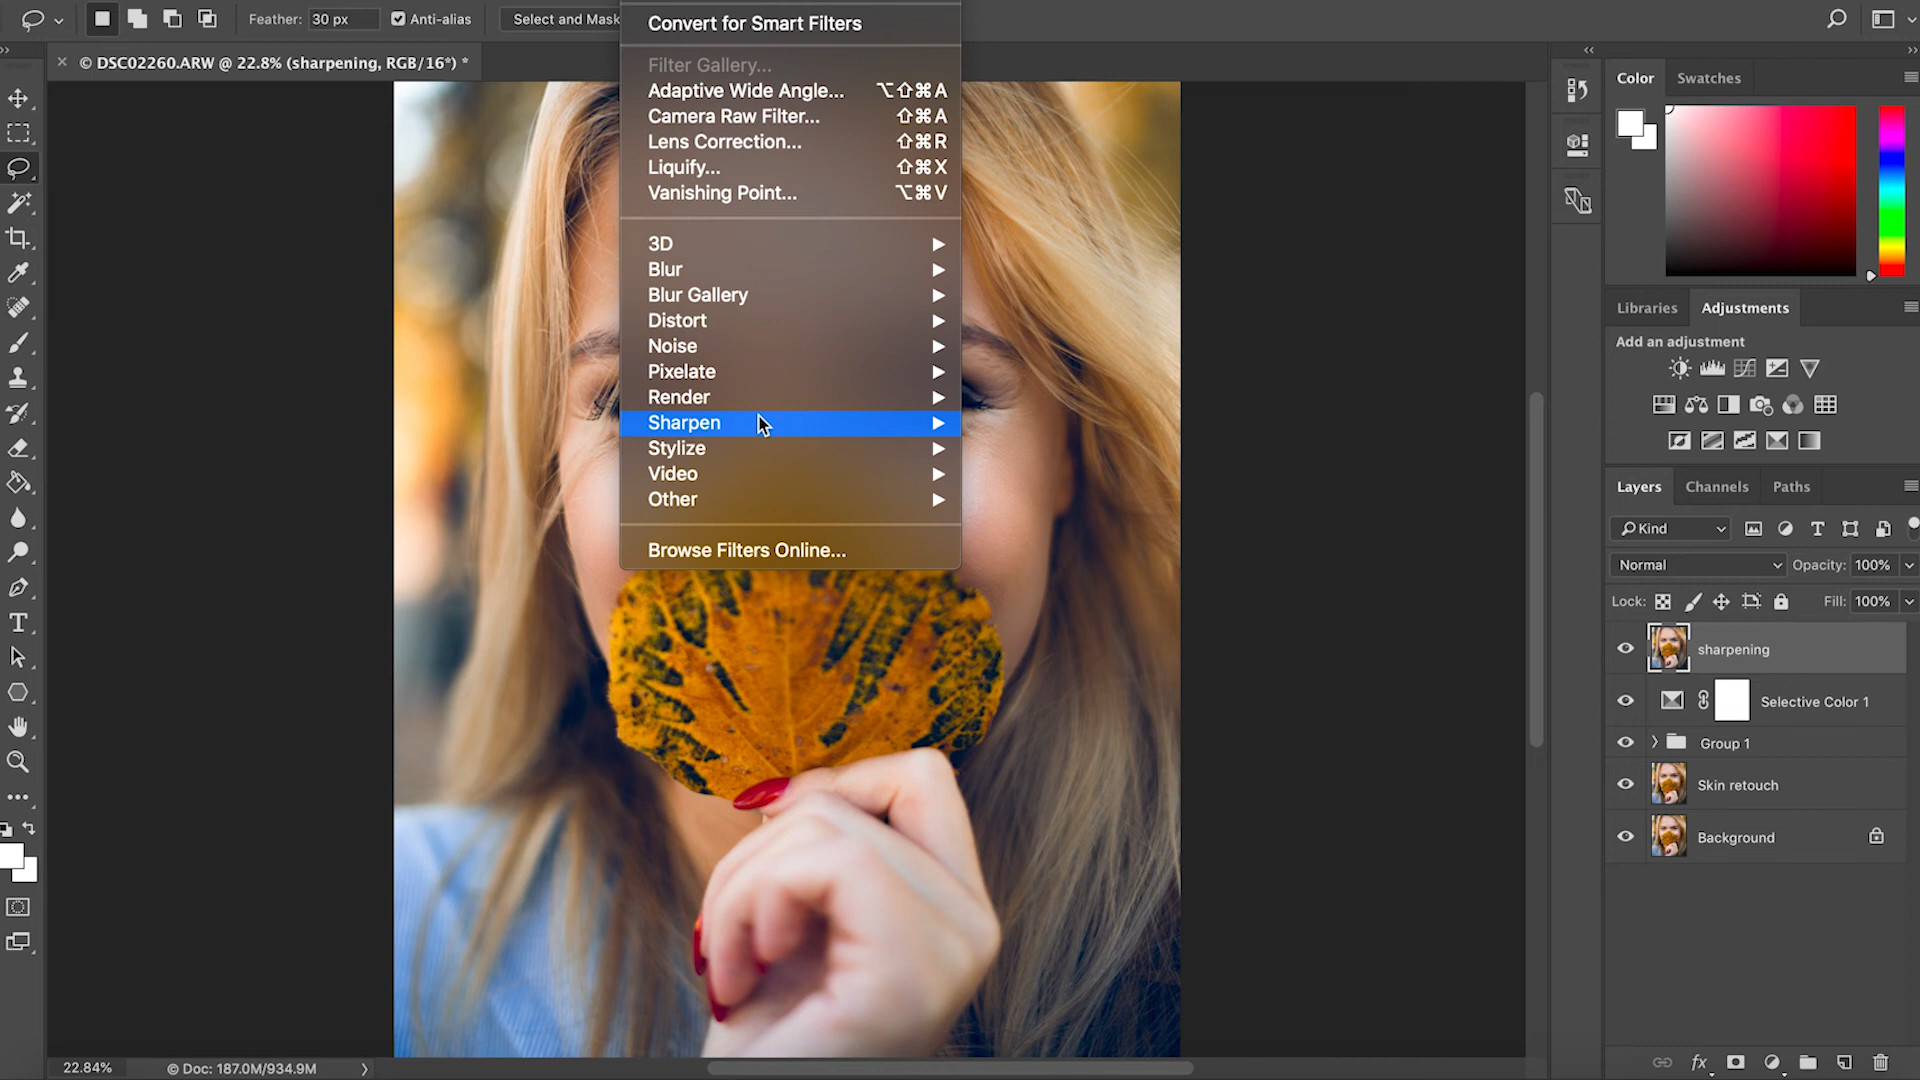 Feather: 30 px Anti-alias Select and Mask
© DSC02260.ARW @ 22.8% (sharpening, RGB/16*) *
Convert for Smart Filters
Filter Gallery...
Adaptive Wide Angle... ⌥⇧⌘A
Camera Raw Filter... ⇧⌘A
Lens Correction... ⇧⌘R
Liquify... ⇧⌘X
Vanishing Point... ⌥⌘V
3D
Blur
Blur Gallery
Distort
Noise
Pixelate
Render
Sharpen
Stylize
Video
Other
Browse Filters Online...
Color Swatches
Libraries Adjustments
Add an adjustment
Layers Channels Paths
Kind
Normal Opacity: 100%
Lock: Fill: 100%
sharpening
Selective Color 1
Group 1
Skin retouch
Background
fx
22.84% © Doc: 187.0M/934.9M